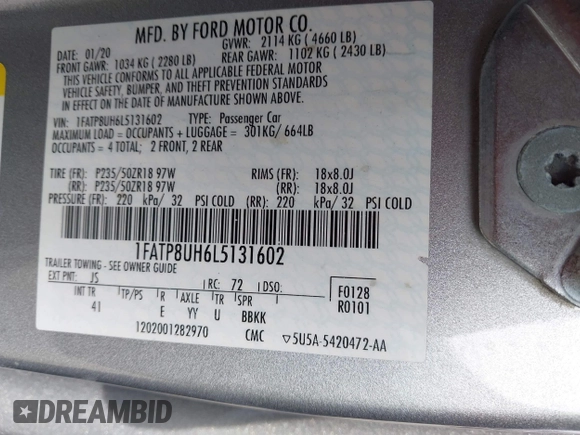 MFD. BY FORD MOTOR CO.
DATE: 01/20 GVWR: 2114 KG ( 4660 LB)
FRONT GAWR: 1034 KG ( 2280 LB) REAR GAWR: 1102 KG ( 2430 LB)
THIS VEHICLE CONFORMS TO ALL APPLICABLE FEDERAL MOTOR
VEHICLE SAFETY, BUMPER, AND THEFT PREVENTION STANDARDS
IN EFFECT ON THE DATE OF MANUFACTURE SHOWN ABOVE.
VIN: 1FATP8UH6L5131602 TYPE: Passenger Car
MAXIMUM LOAD = OCCUPANTS + LUGGAGE = 301KG/ 664LB
OCCUPANTS = 4 TOTAL; 2 FRONT, 2 REAR
TIRE (FR): P235/50ZR18 97W RIMS (FR): 18x8.0J
(RR): P235/50ZR18 97W (RR): 18x8.0J
PRESSURE (FR): 220 kPa/ 32 PSI COLD (RR): 220 kPa/ 32 PSI COLD
1FATP8UH6L5131602
TRAILER TOWING - SEE OWNER GUIDE
EXT PNT: JS RC: 72 DSO: F0128
INT TR TP/PS R AXLE TR SPR R0101
41 E YY U BBKK
1202001282970 CMC ▽5U5A-5420472-AA
DREAMBID